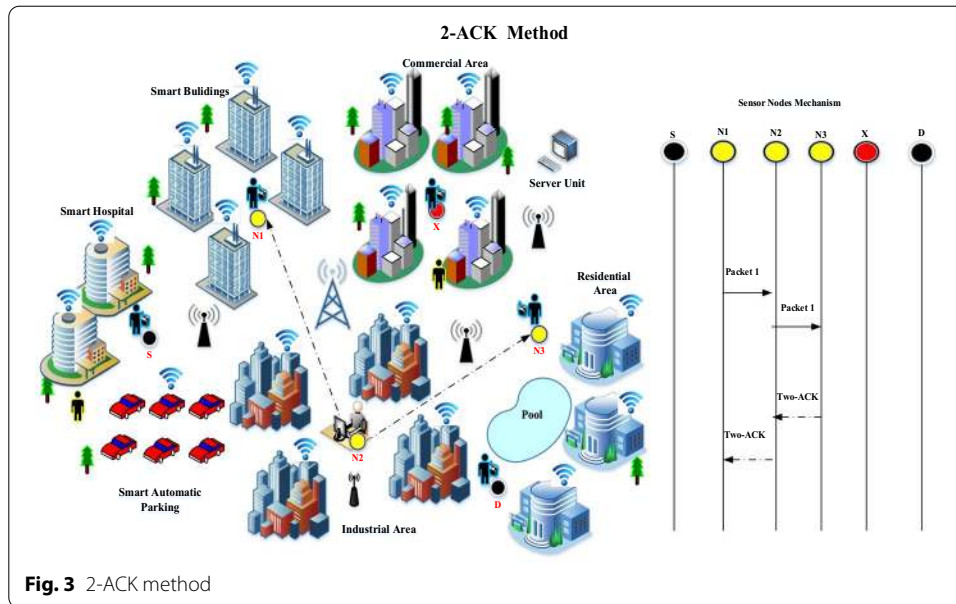 2-ACK Method
Commercial Area
Smart Bulidings
Sensor Nodes Mechanism
S N1 N2 N3 X D
Server Unit
Smart Hospital
N1
X
Residential
Area
Packet 1
Packet 1
S
N3
Two-ACK
Two-ACK
Pool
N2
Smart Automatic
Parking
D
Industrial Area
Fig. 3 2-ACK method